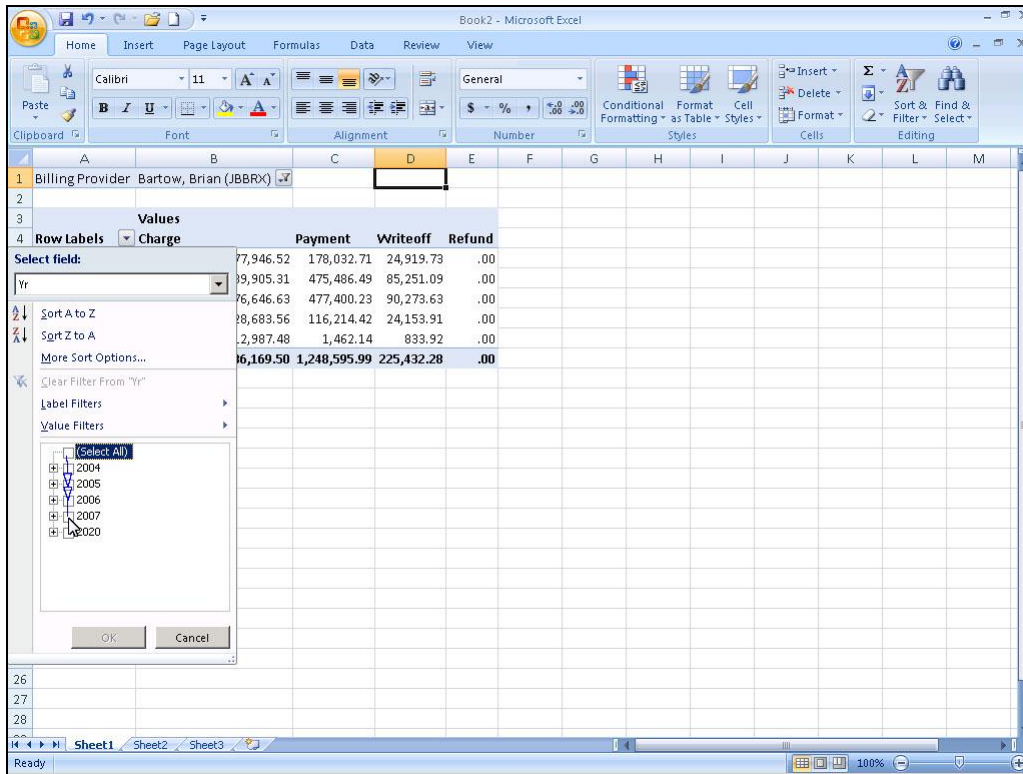 Book2 - Microsoft Excel
Home Insert Page Layout Formulas Data Review View
Paste
Calibri 11 A A
B I U A
General
$ % , .00 .00
Conditional Formatting
Format as Table
Cell Styles
Insert
Delete
Format
Σ
Sort & Filter
Find & Select
Clipboard Font Alignment Number Styles Cells Editing
A B C D E F G H I J K L M
1 Billing Provider Bartow, Brian (JBBRX)
2
3 Values
4 Row Labels Charge Payment Writeoff Refund
Select field: 77,946.52 178,032.71 24,919.73 .00
Yr 39,905.31 475,486.49 85,251.09 .00
76,646.63 477,400.23 90,273.63 .00
Sort A to Z 28,683.56 116,214.42 24,153.91 .00
Sort Z to A 2,987.48 1,462.14 833.92 .00
More Sort Options... 36,169.50 1,248,595.99 225,432.28 .00
Clear Filter From "Yr"
Label Filters
Value Filters
(Select All)
2004
2005
2006
2007
2020
OK Cancel
26
27
28
Sheet1 Sheet2 Sheet3
Ready 100%